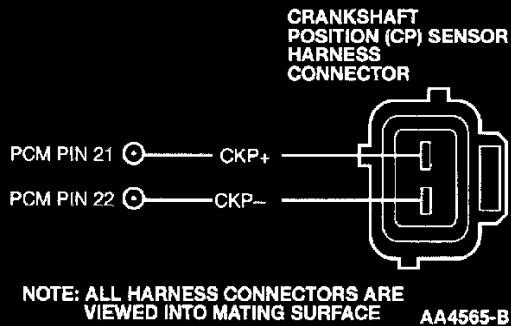 CRANKSHAFT
POSITION (CP) SENSOR
HARNESS
CONNECTOR
PCM PIN 21 CKP+
PCM PIN 22 CKP–
NOTE: ALL HARNESS CONNECTORS ARE
VIEWED INTO MATING SURFACE
AA4565-B